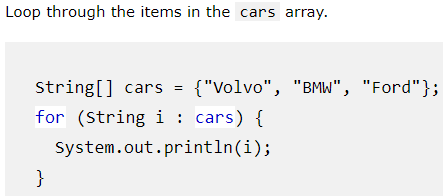 Loop through the items in the cars array.
String[] cars = {"Volvo", "BMW", "Ford"};
for (String i : cars) {
System.out.println(i);
}